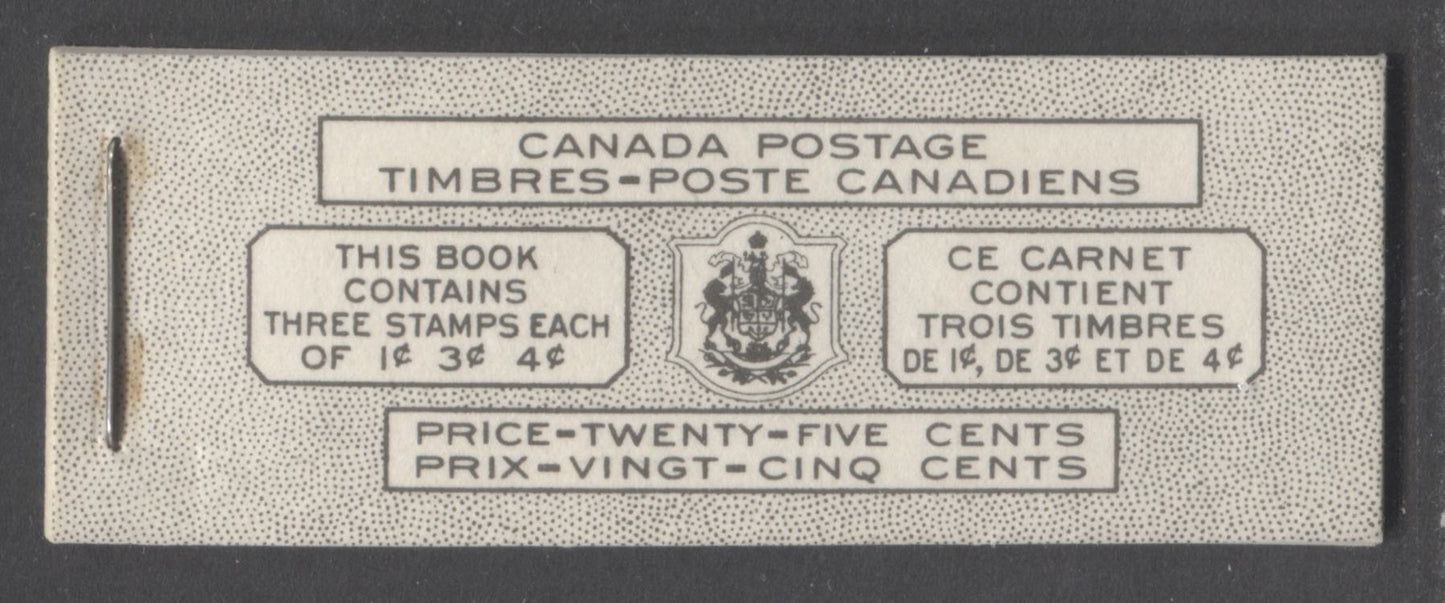 CANADA POSTAGE
TIMBRES-POSTE CANADIENS
THIS BOOK
CONTAINS
THREE STAMPS EACH
OF 1¢ 3¢ 4¢
CE CARNET
CONTIENT
TROIS TIMBRES
DE 1¢, DE 3¢ ET DE 4¢
PRICE-TWENTY-FIVE CENTS
PRIX-VINGT-CINQ CENTS